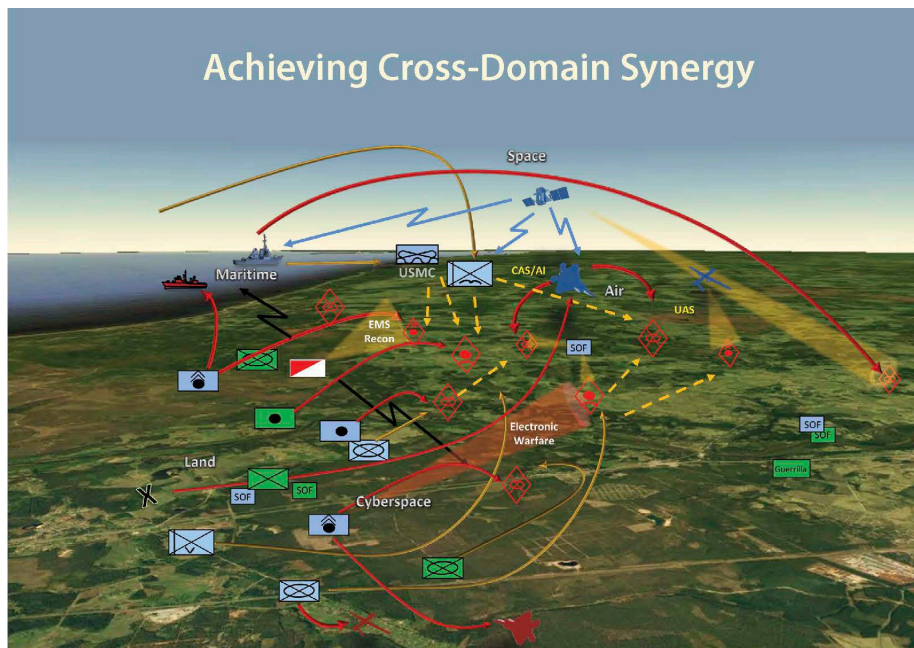 Achieving Cross-Domain Synergy
Space
Maritime
USMC
CAS/AI
Air
UAS
EMS
Recon
SOF
Electronic
Warfare
SOF
SOF
Guerrilla
Land
SOF
SOF
Cyberspace